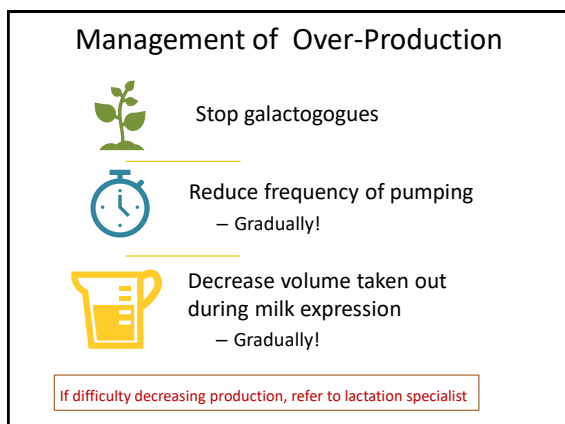 Management of Over-Production
Stop galactogogues
Reduce frequency of pumping
– Gradually!
Decrease volume taken out
during milk expression
– Gradually!
If difficulty decreasing production, refer to lactation specialist